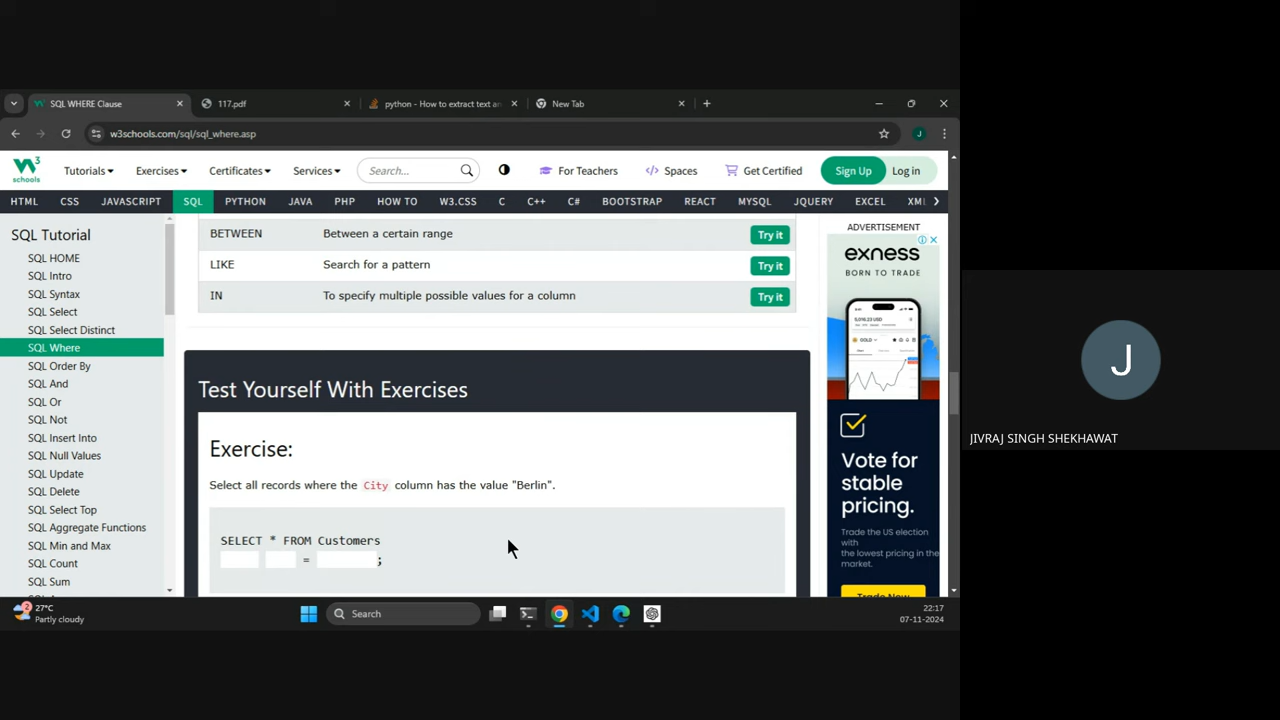 SQL WHERE Clause
117.pdf
python - How to extract text an
New Tab
w3schools.com/sql/sql_where.asp
J
W3
schools
Tutorials
Exercises
Certificates
Services
Search...
For Teachers
Spaces
Get Certified
Sign Up
Log in
HTML
CSS
JAVASCRIPT
SQL
PYTHON
JAVA
PHP
HOW TO
W3.CSS
C
C++
C#
BOOTSTRAP
REACT
MYSQL
JQUERY
EXCEL
XML
SQL Tutorial
SQL HOME
SQL Intro
SQL Syntax
SQL Select
SQL Select Distinct
SQL Where
SQL Order By
SQL And
SQL Or
SQL Not
SQL Insert Into
SQL Null Values
SQL Update
SQL Delete
SQL Select Top
SQL Aggregate Functions
SQL Min and Max
SQL Count
SQL Sum
BETWEEN Between a certain range Try it
LIKE Search for a pattern Try it
IN To specify multiple possible values for a column Try it
Test Yourself With Exercises
Exercise:
Select all records where the City column has the value "Berlin".
SELECT * FROM Customers
= ;
ADVERTISEMENT
exness
BORN TO TRADE
GOLD
Vote for
stable
pricing.
Trade the US election
with
the lowest pricing in the
market.
Trade Now
J
JIVRAJ SINGH SHEKHAWAT
2
27°C
Partly cloudy
Search
22:17
07-11-2024